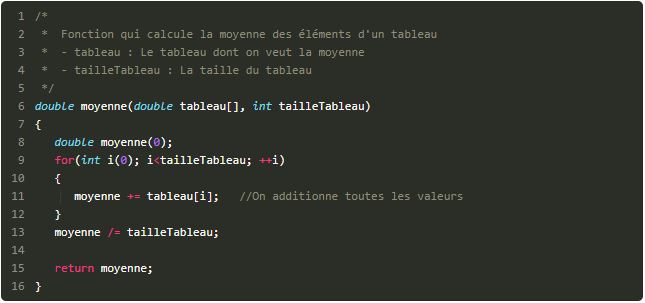 1 /*
2  *  Fonction qui calcule la moyenne des éléments d'un tableau
3  *  - tableau : Le tableau dont on veut la moyenne
4  *  - tailleTableau : La taille du tableau
5  */
6 double moyenne(double tableau[], int tailleTableau)
7 {
8    double moyenne(0);
9    for(int i(0); i<tailleTableau; ++i)
10    {
11       moyenne += tableau[i];   //On additionne toutes les valeurs
12    }
13    moyenne /= tailleTableau;
14
15    return moyenne;
16 }